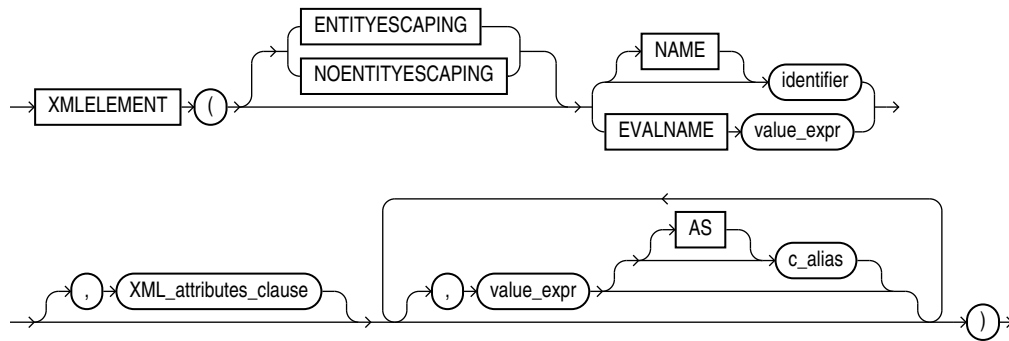 ENTITYESCAPING
NOENTITYESCAPING
NAME
XMLELEMENT ( identifier
EVALNAME value_expr
AS
, XML_attributes_clause , value_expr c_alias
)